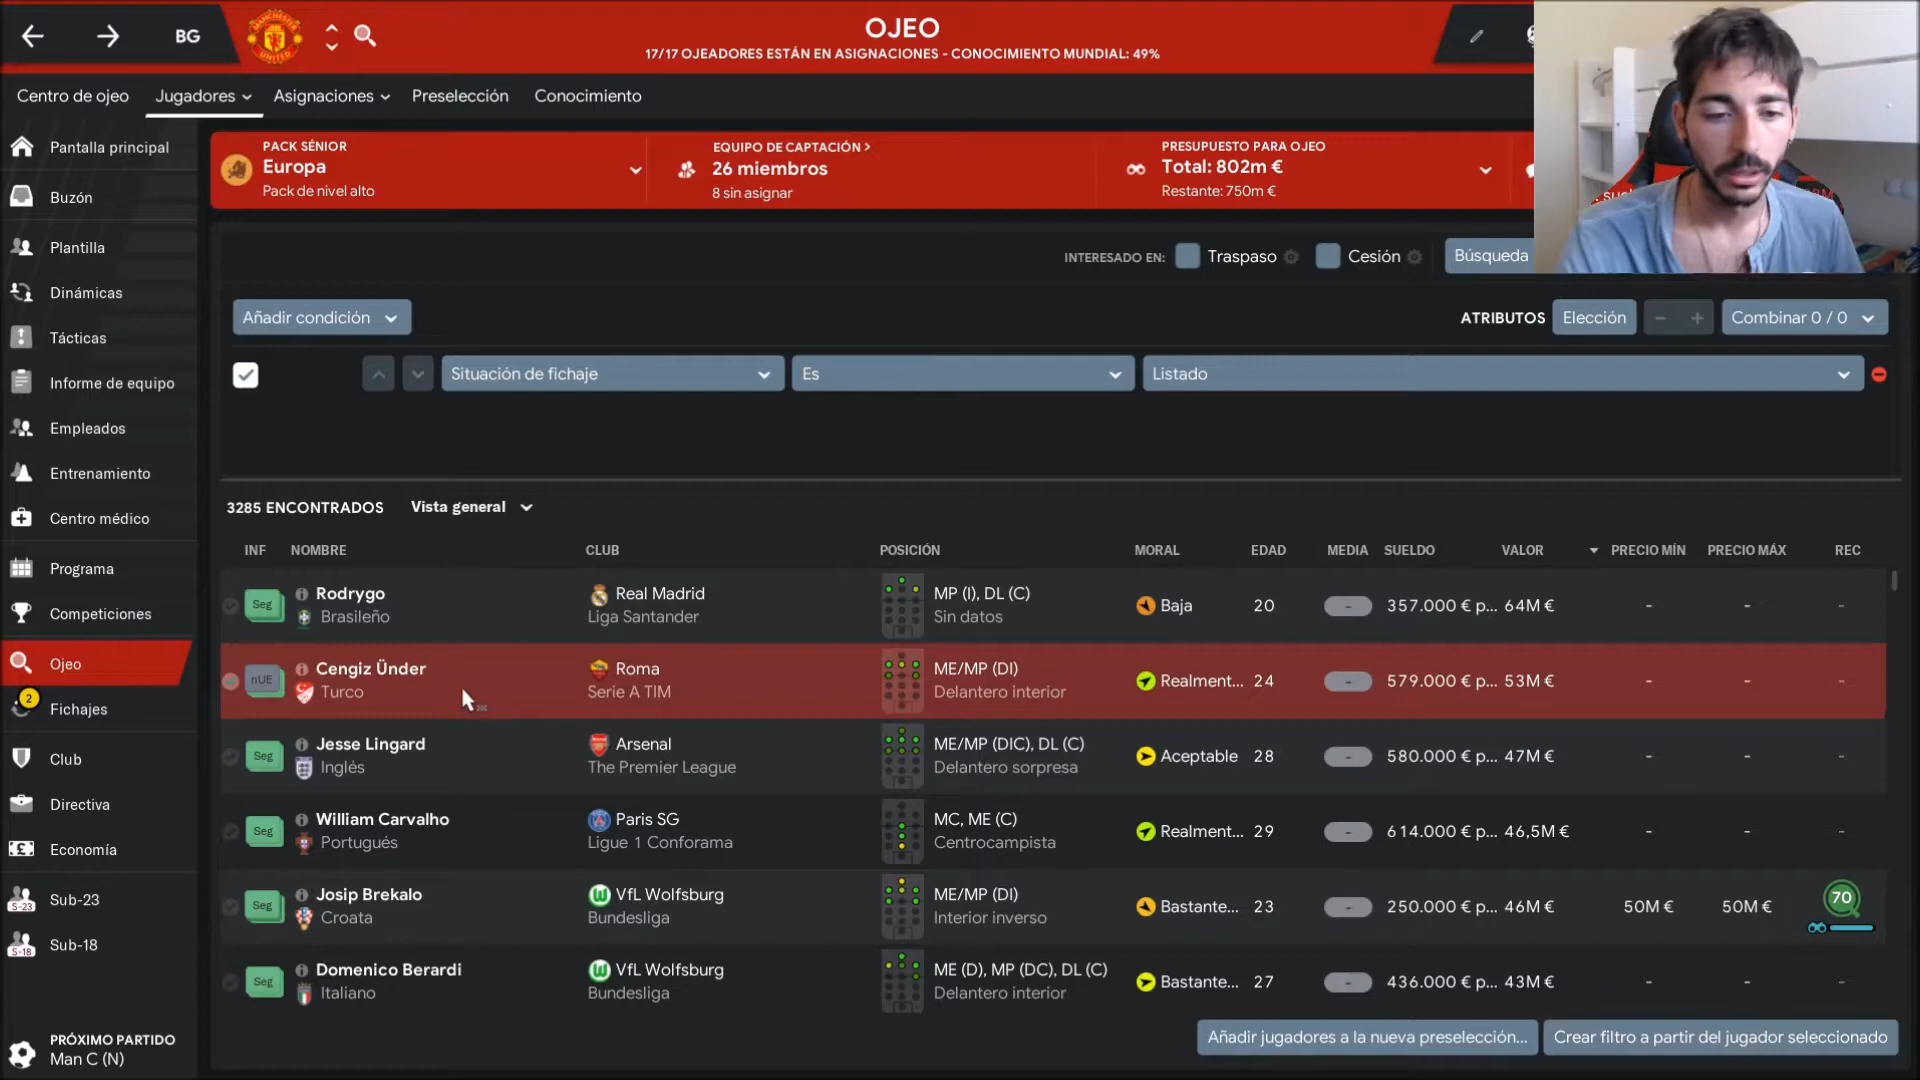 BG
OJEO
17/17 OJEADORES ESTÁN EN ASIGNACIONES - CONOCIMIENTO MUNDIAL: 49%
Centro de ojeo
Jugadores
Asignaciones
Preselección
Conocimiento
Pantalla principal
Buzón
Plantilla
Dinámicas
Tácticas
Informe de equipo
Empleados
Entrenamiento
Centro médico
Programa
Competiciones
Ojeo
2
Fichajes
Club
Directiva
Economía
S-23
Sub-23
S-18
Sub-18
PRÓXIMO PARTIDO
Man C (N)
PACK SÉNIOR
Europa
Pack de nivel alto
EQUIPO DE CAPTACIÓN >
26 miembros
8 sin asignar
PRESUPUESTO PARA OJEO
Total: 802m €
Restante: 750m €
INTERESADO EN:
Traspaso
Cesión
Búsqueda
Añadir condición
ATRIBUTOS
Elección
Combinar 0 / 0
Situación de fichaje
Es
Listado
3285 ENCONTRADOS
Vista general
INF NOMBRE CLUB POSICIÓN MORAL EDAD MEDIA SUELDO VALOR PRECIO MÍN PRECIO MÁX REC
Seg Rodrygo Real Madrid MP (I), DL (C) Baja 20 - 357.000 € p... 64M € - - -
Brasileño Liga Santander Sin datos
nUE Cengiz Ünder Roma ME/MP (DI) Realment... 24 - 579.000 € p... 53M € - - -
Turco Serie A TIM Delantero interior
Seg Jesse Lingard Arsenal ME/MP (DIC), DL (C) Aceptable 28 - 580.000 € p... 47M € - - -
Inglés The Premier League Delantero sorpresa
Seg William Carvalho Paris SG MC, ME (C) Realment... 29 - 614.000 € p... 46,5M € - - -
Portugués Ligue 1 Conforama Centrocampista
Seg Josip Brekalo VfL Wolfsburg ME/MP (DI) Bastante... 23 - 250.000 € p... 46M € 50M € 50M € 70
Croata Bundesliga Interior inverso
Seg Domenico Berardi VfL Wolfsburg ME (D), MP (DC), DL (C) Bastante... 27 - 436.000 € p... 43M € - - -
Italiano Bundesliga Delantero interior
Añadir jugadores a la nueva preselección...
Crear filtro a partir del jugador seleccionado